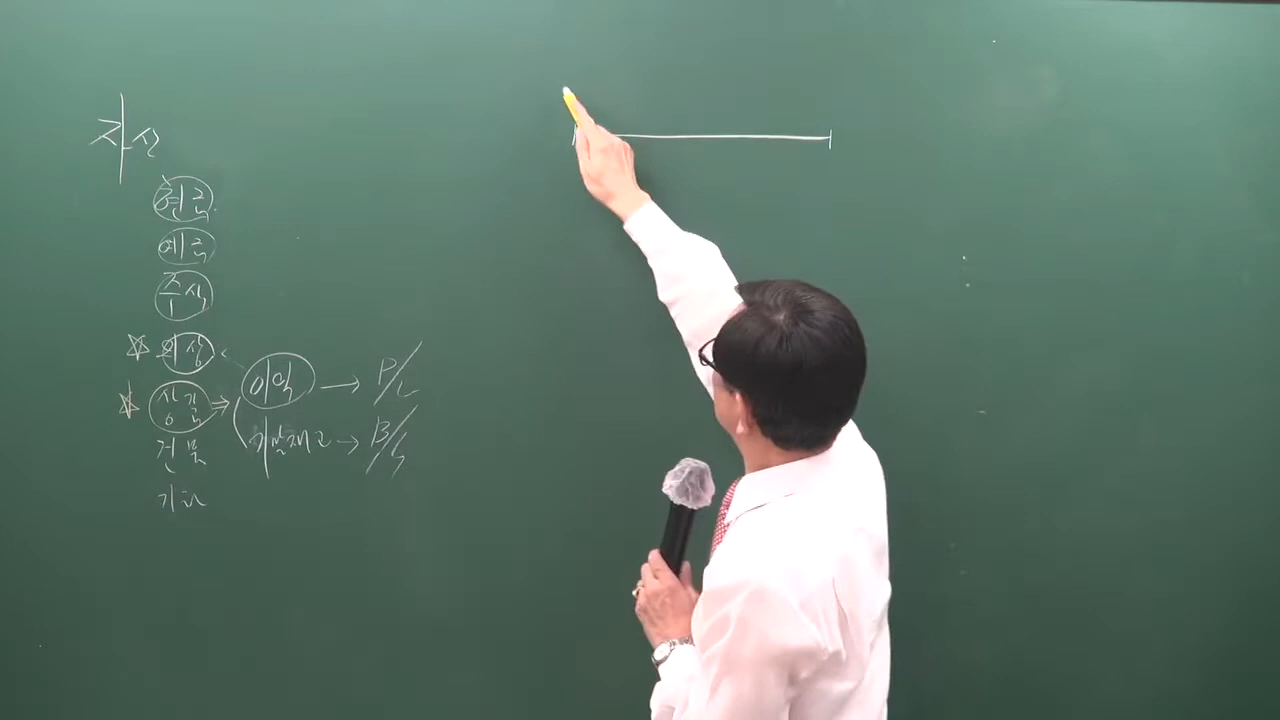 자산
현금
예금
주식
☆ 외상
☆ 상품 ⇒ 이익 → P/L
기말재고 → B/S
건물
기계